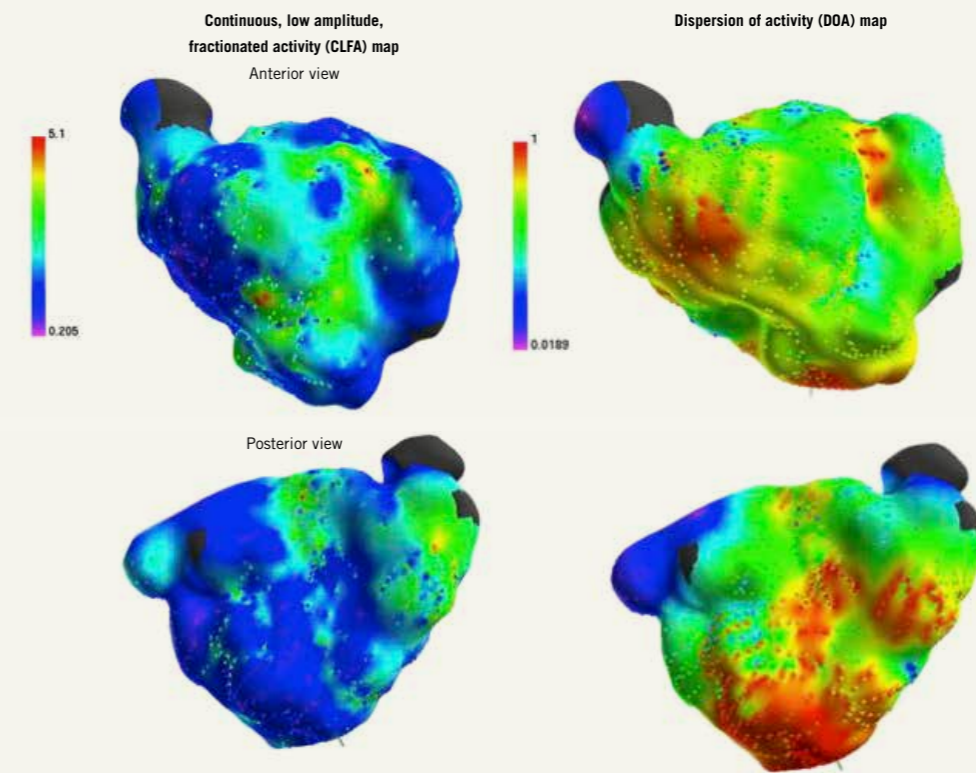 Continuous, low amplitude,
fractionated activity (CLFA) map
Anterior view
Dispersion of activity (DOA) map
5.1
0.205
1
0.0189
Posterior view